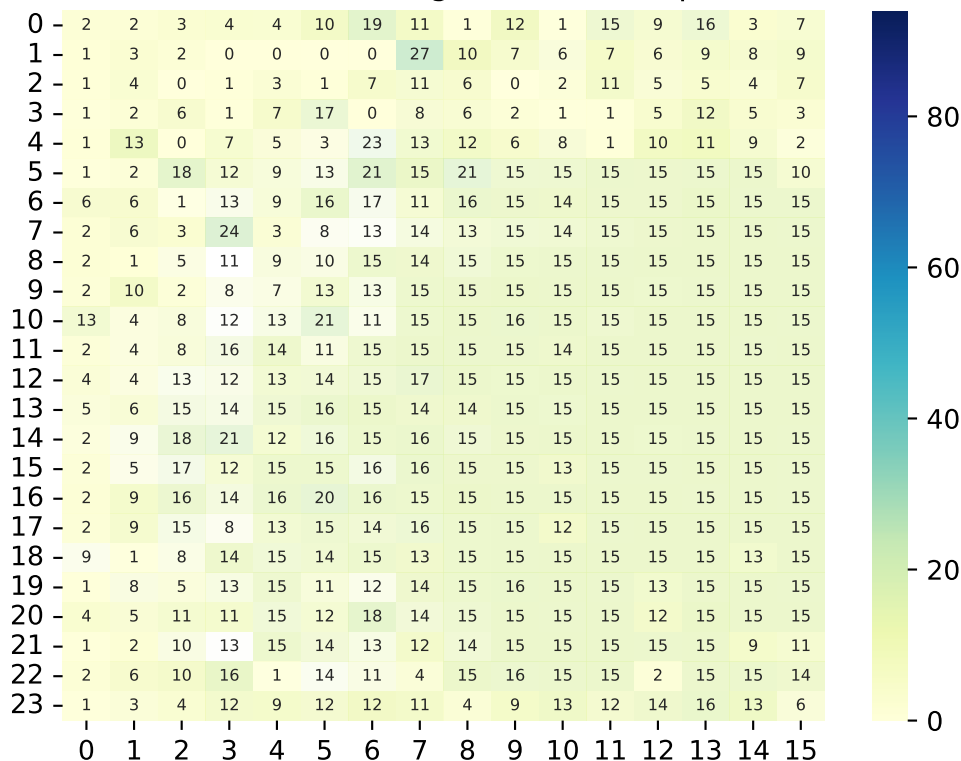 0 2 2 3 4 4 10 19 11 1 12 1 15 9 16 3 7
1 1 3 2 0 0 0 0 27 10 7 6 7 6 9 8 9
2 1 4 0 1 3 1 7 11 6 0 2 11 5 5 4 7
3 1 2 6 1 7 17 0 8 6 2 1 1 5 12 5 3
80
4 1 13 0 7 5 3 23 13 12 6 8 1 10 11 9 2
5 1 2 18 12 9 13 21 15 21 15 15 15 15 15 15 10
6 6 6 1 13 9 16 17 11 16 15 14 15 15 15 15 15
7 2 6 3 24 3 8 13 14 13 15 14 15 15 15 15 15
8 2 1 5 11 9 10 15 14 15 15 15 15 15 15 15 15
60
9 2 10 2 8 7 13 13 15 15 15 15 15 15 15 15 15
10 13 4 8 12 13 21 11 15 15 16 15 15 15 15 15 15
11 2 4 8 16 14 11 15 15 15 15 14 15 15 15 15 15
12 4 4 13 12 13 14 15 17 15 15 15 15 15 15 15 15
13 5 6 15 14 15 16 15 14 14 15 15 15 15 15 15 15
40
14 2 9 18 21 12 16 15 16 15 15 15 15 15 15 15 15
15 2 5 17 12 15 15 16 16 15 15 13 15 15 15 15 15
16 2 9 16 14 16 20 16 15 15 15 15 15 15 15 15 15
17 2 9 15 8 13 15 14 16 15 15 12 15 15 15 15 15
18 9 1 8 14 15 14 15 13 15 15 15 15 15 15 13 15
20
19 1 8 5 13 15 11 12 14 15 16 15 15 13 15 15 15
20 4 5 11 11 15 12 18 14 15 15 15 15 12 15 15 15
21 1 2 10 13 15 14 13 12 14 15 15 15 15 15 9 11
22 2 6 10 16 1 14 11 4 15 16 15 15 2 15 15 14
23 1 3 4 12 9 12 12 11 4 9 13 12 14 16 13 6
0
0 1 2 3 4 5 6 7 8 9 10 11 12 13 14 15